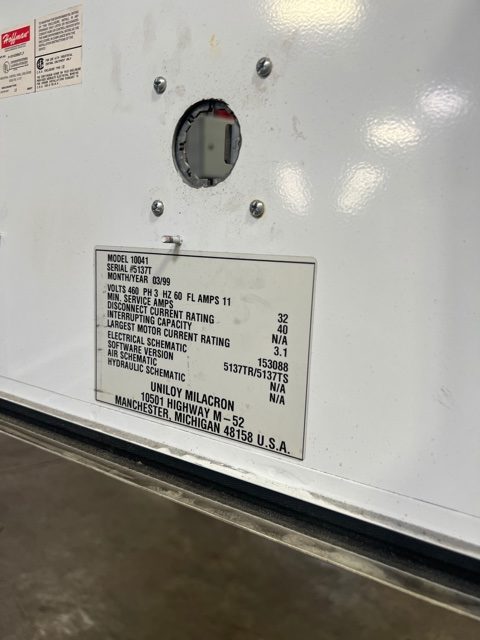 Hoffman
MODEL 10041
SERIAL #5137T
MONTH/YEAR 03/99
VOLTS 460 PH 3 HZ 60 FL AMPS 11
MIN. SERVICE AMPS 32
DISCONNECT CURRENT RATING 40
INTERRUPTING CAPACITY N/A
LARGEST MOTOR CURRENT RATING 3.1
ELECTRICAL SCHEMATIC 153088
SOFTWARE VERSION 5137TR/5137TS
AIR SCHEMATIC N/A
HYDRAULIC SCHEMATIC N/A
UNILOY MILACRON
10501 HIGHWAY M-52
MANCHESTER, MICHIGAN 48158 U.S.A.